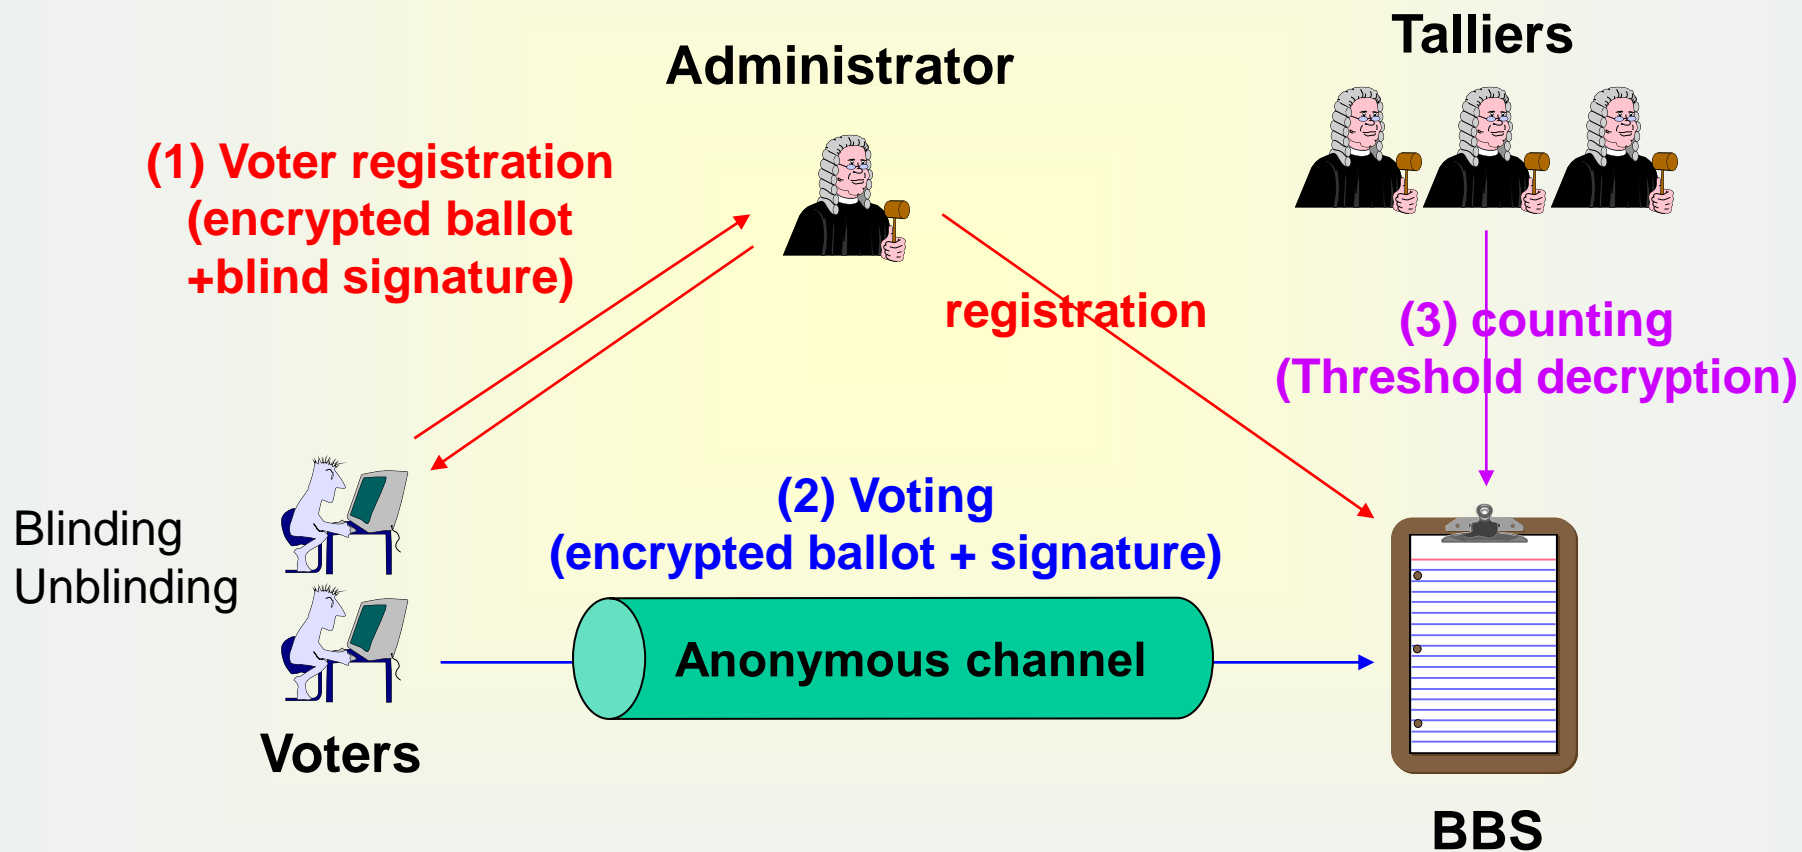 Talliers
Administrator
(1) Voter registration
(encrypted ballot
+blind signature)
registration
(3) counting
(Threshold decryption)
(2) Voting
(encrypted ballot + signature)
Blinding
Unblinding
Anonymous channel
Voters
BBS